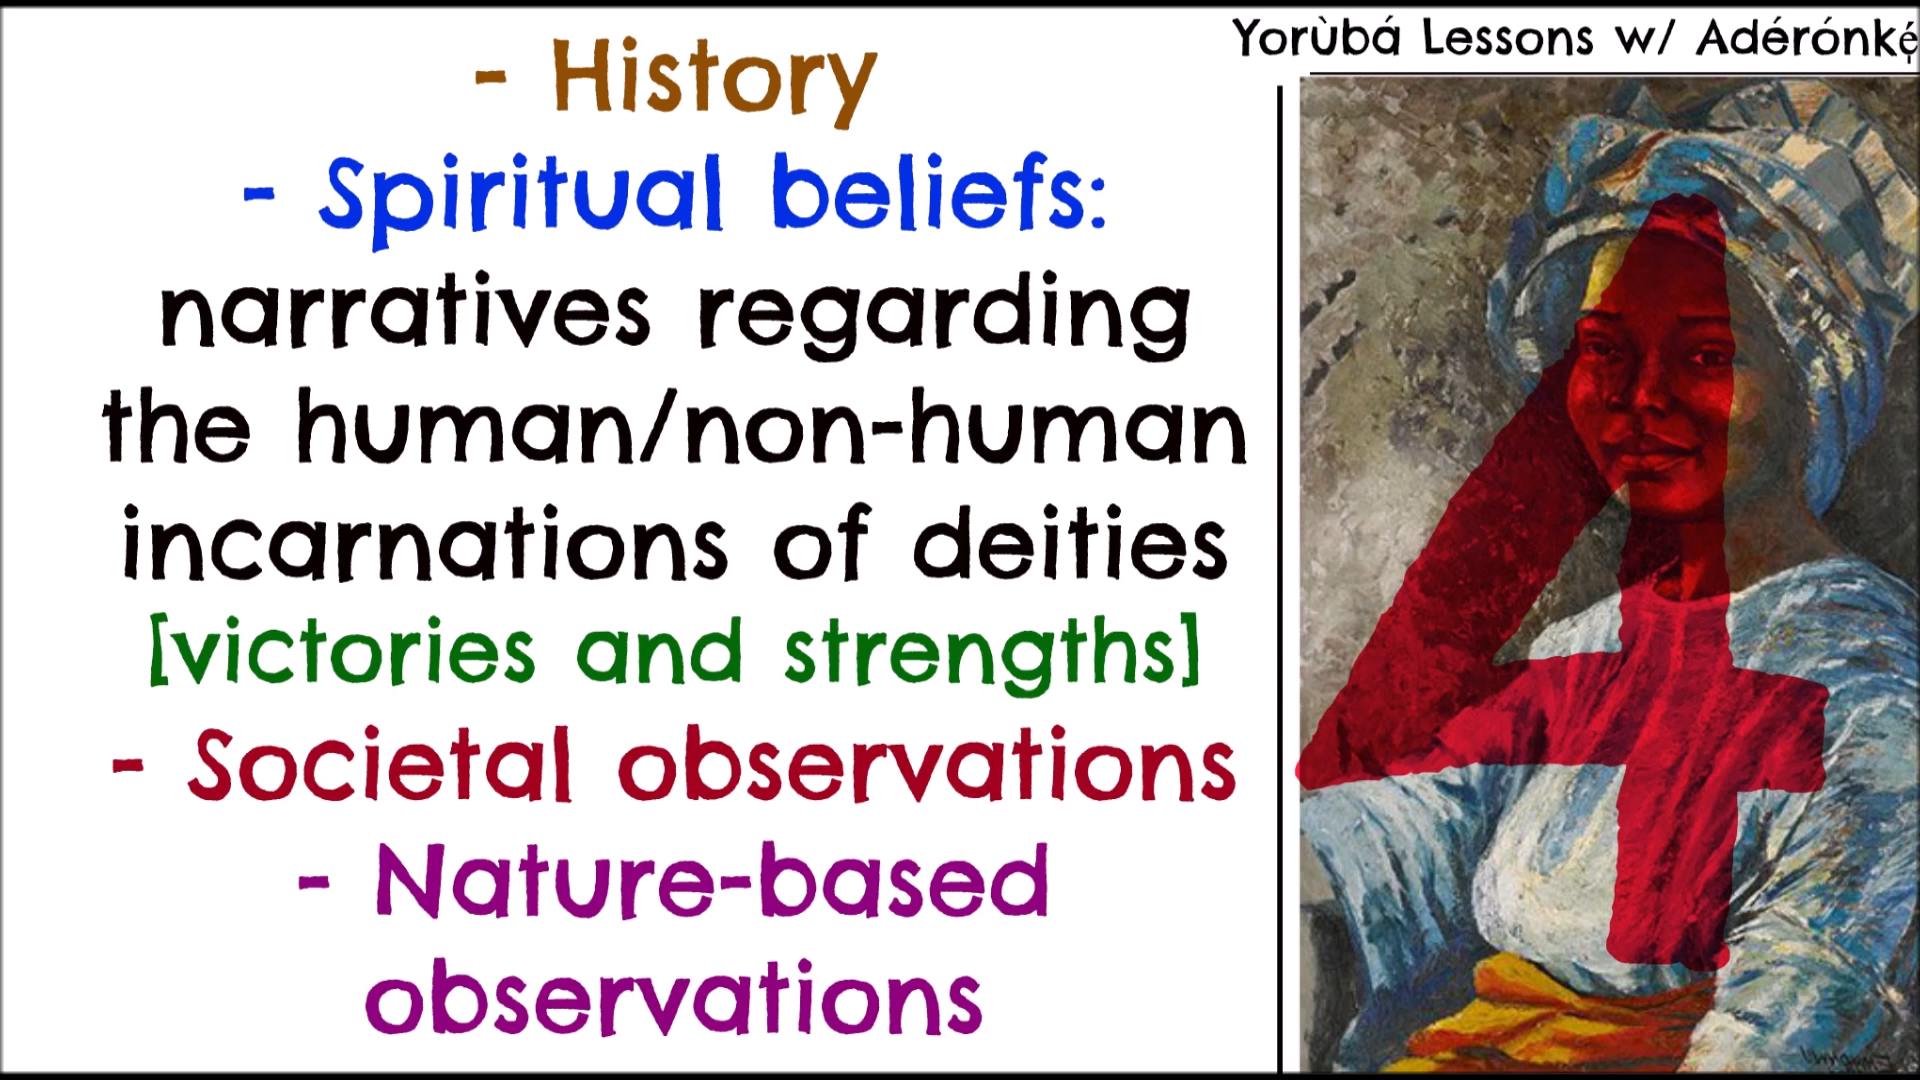 Yorùbá Lessons w/ Adérónkẹ́
- History
- Spiritual beliefs:
narratives regarding
the human/non-human
incarnations of deities
[victories and strengths]
- Societal observations
- Nature-based
observations
4